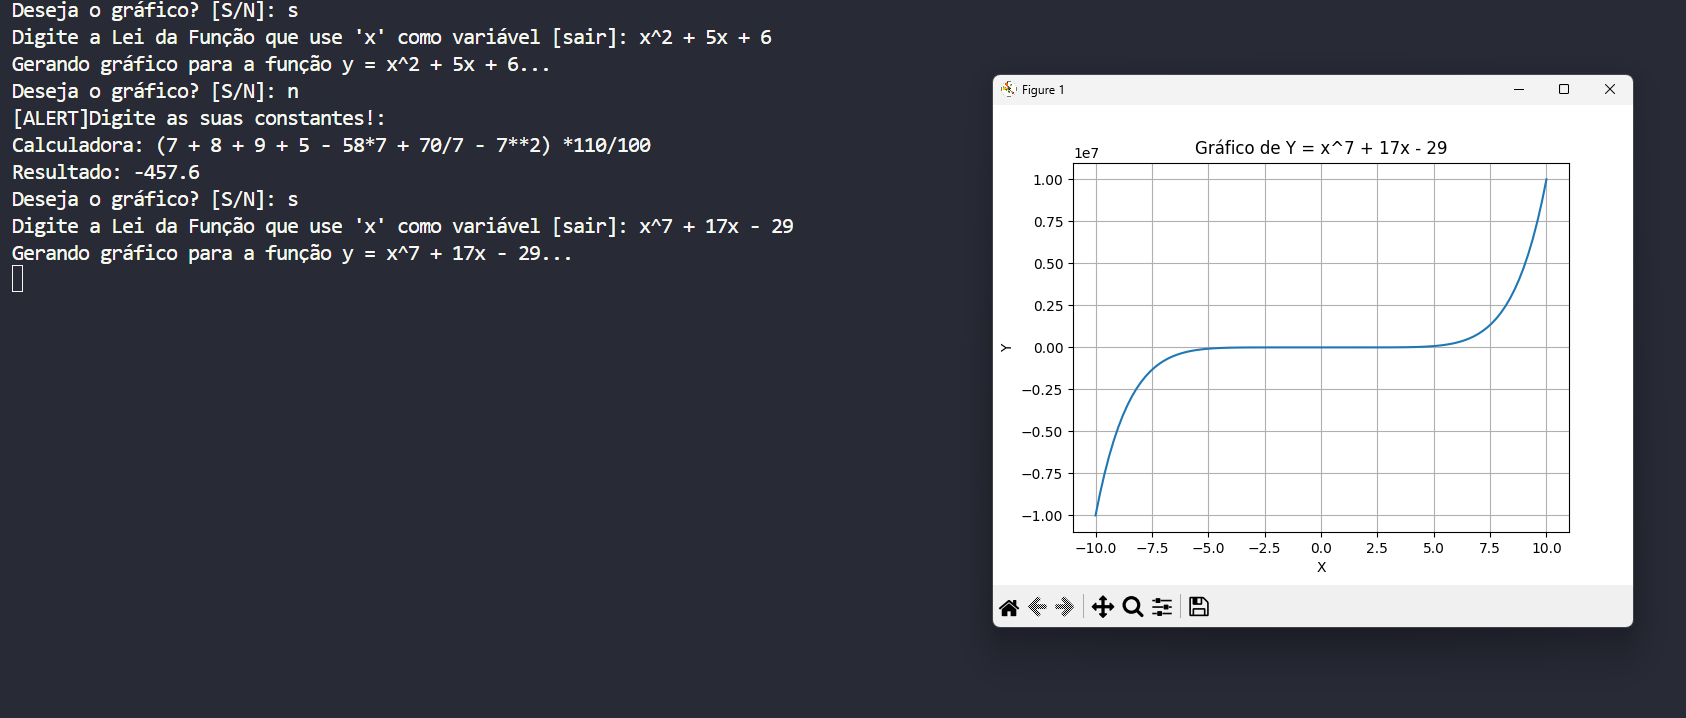 Deseja o gráfico? [S/N]: s
Digite a Lei da Função que use 'x' como variável [sair]: x^2 + 5x + 6
Gerando gráfico para a função y = x^2 + 5x + 6...
Deseja o gráfico? [S/N]: n
[ALERT]Digite as suas constantes!:
Calculadora: (7 + 8 + 9 + 5 - 58*7 + 70/7 - 7**2) *110/100
Resultado: -457.6
Deseja o gráfico? [S/N]: s
Digite a Lei da Função que use 'x' como variável [sair]: x^7 + 17x - 29
Gerando gráfico para a função y = x^7 + 17x - 29...
Figure 1
Gráfico de Y = x^7 + 17x - 29
1e7
1.00
0.75
0.50
0.25
0.00
−0.25
−0.50
−0.75
−1.00
Y
−10.0 −7.5 −5.0 −2.5 0.0 2.5 5.0 7.5 10.0
X